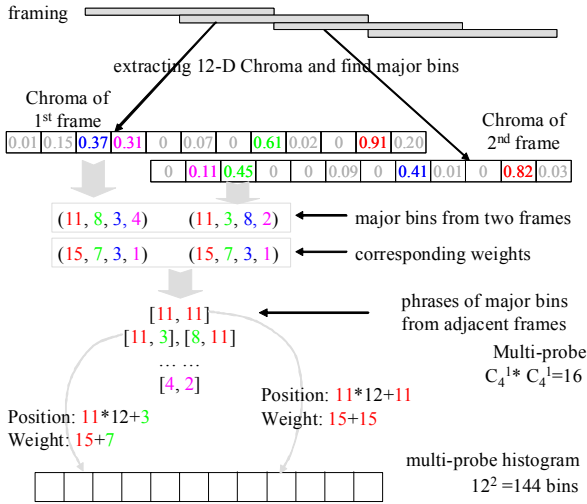 framing
extracting 12-D Chroma and find major bins
Chroma of
1st frame
Chroma of
2nd frame
0.01 0.15 0.37 0.31 0 0.07 0 0.61 0.02 0 0.91 0.20
0 0.11 0.45 0 0 0.09 0 0.41 0.01 0 0.82 0.03
(11, 8, 3, 4) (11, 3, 8, 2)
major bins from two frames
(15, 7, 3, 1) (15, 7, 3, 1)
corresponding weights
[11, 11]
phrases of major bins
from adjacent frames
[11, 3], [8, 11]
... ...
[4, 2]
Multi-probe
C₄¹* C₄¹=16
Position: 11*12+3
Weight: 15+7
Position: 11*12+11
Weight: 15+15
multi-probe histogram
12² =144 bins